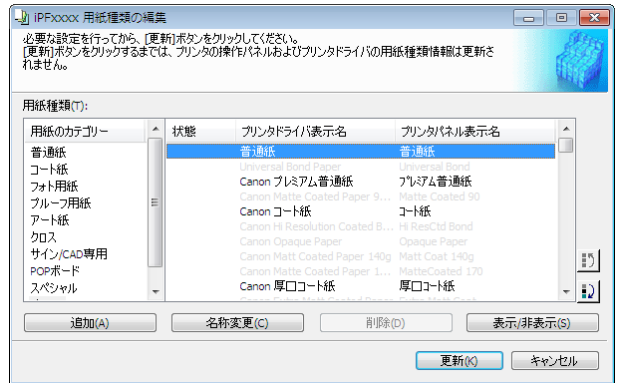 iPFxxxx 用紙種類の編集
必要な設定を行ってから、[更新]ボタンをクリックしてください。
[更新]ボタンをクリックするまでは、プリンタの操作パネルおよびプリンタドライバの用紙種類情報は更新さ
れません。
用紙種類(T):
用紙のカテゴリー
普通紙
コート紙
フォト用紙
プルーフ用紙
アート紙
クロス
サイン/CAD専用
POPボード
スペシャル
状態 プリンタドライバ表示名 プリンタパネル表示名
普通紙 普通紙
Universal Bond Paper Universal Bond
Canon プレミアム普通紙 プレミアム普通紙
Canon Matte Coated Paper 9... Matte Coated 90
Canon コート紙 コート紙
Canon Hi Resolution Coated B... Hi ResCtd Bond
Canon Opaque Paper Opaque Paper
Canon Matt Coated Paper 140g Matt Coat 140g
Canon Matte Coated Paper 1... MatteCoated 170
Canon 厚口コート紙 厚口コート紙
追加(A) 名称変更(C) 削除(D) 表示/非表示(S)
更新(K) キャンセル